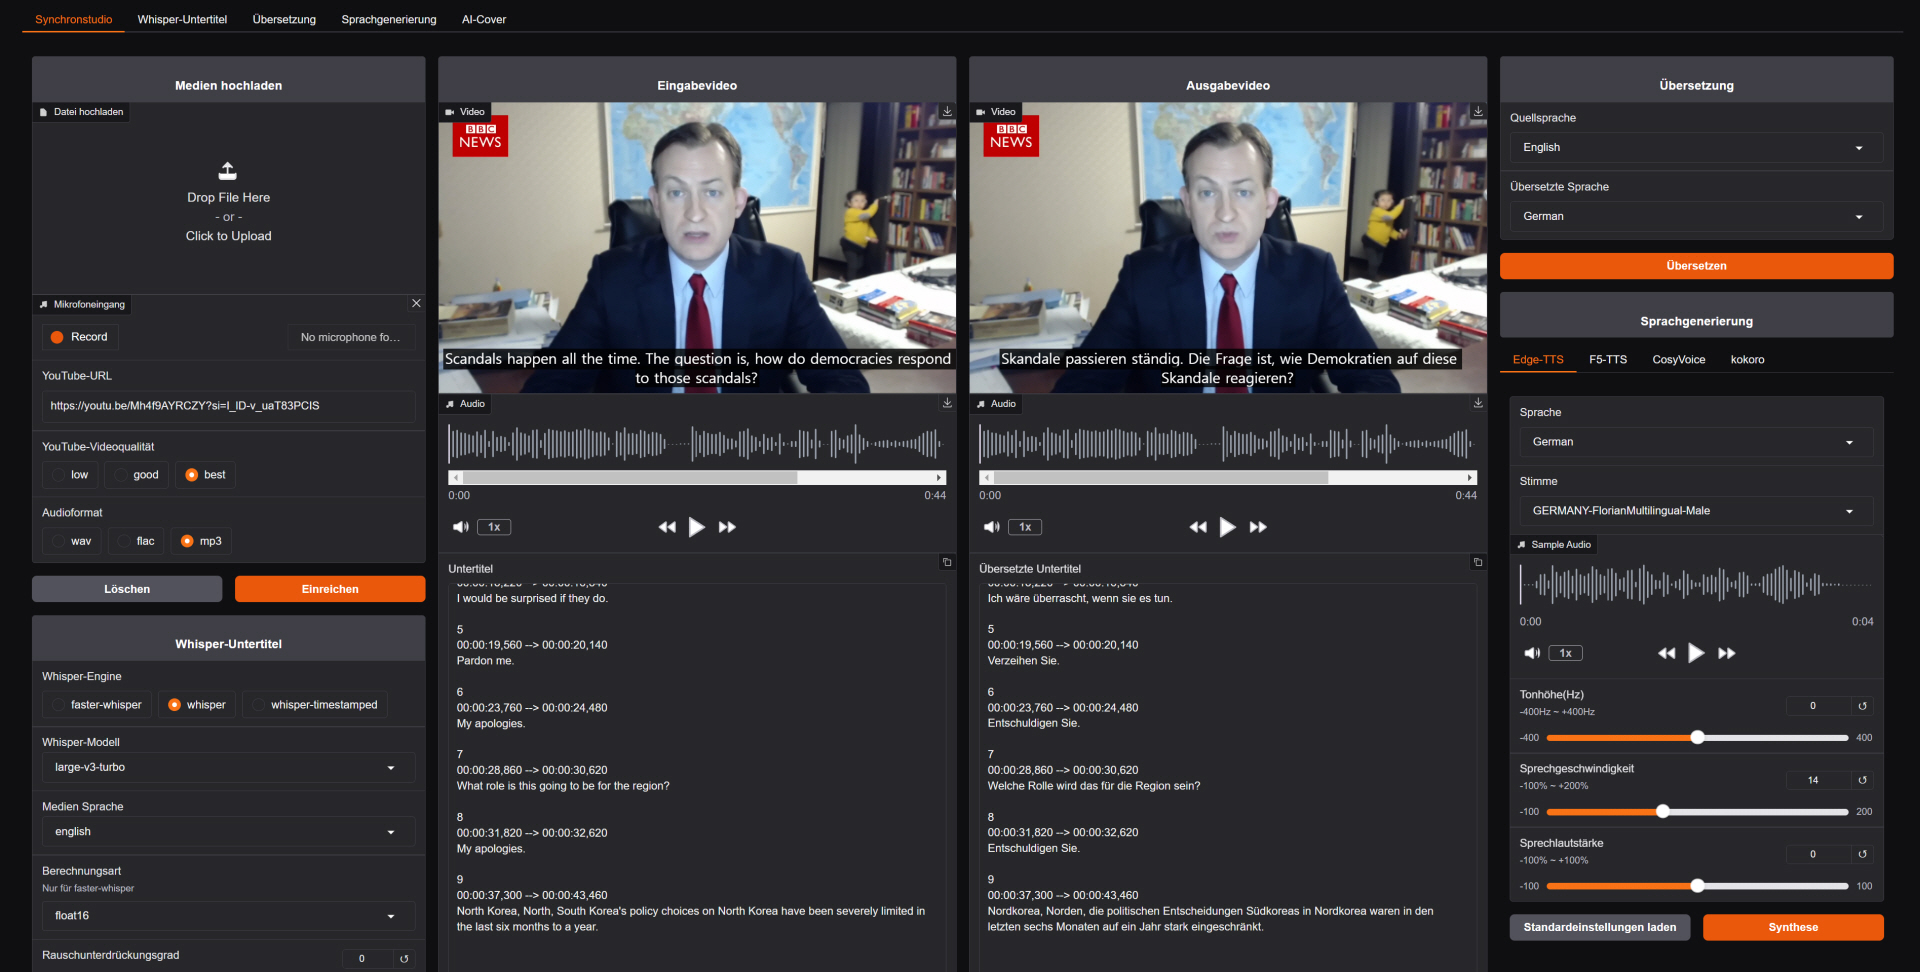 Synchronstudio
Whisper-Untertitel
Übersetzung
Sprachgenerierung
AI-Cover
Medien hochladen
Datei hochladen
Drop File Here
- or -
Click to Upload
Mikrofoneingang
Record
No microphone fo...
YouTube-URL
https://youtu.be/Mh4f9AYRCZY?si=I_ID-v_uaT83PCIS
YouTube-Videoqualität
low
good
best
Audioformat
wav
flac
mp3
Löschen
Einreichen
Whisper-Untertitel
Whisper-Engine
faster-whisper
whisper
whisper-timestamped
Whisper-Modell
large-v3-turbo
Medien Sprache
english
Berechnungsart
Nur für faster-whisper
float16
Rauschunterdrückungsgrad
0
Eingabevideo
Video
BBC
NEWS
Scandals happen all the time. The question is, how do democracies respond
to those scandals?
Audio
0:00
0:44
1x
Untertitel
I would be surprised if they do.
5
00:00:19,560 --> 00:00:20,140
Pardon me.
6
00:00:23,760 --> 00:00:24,480
My apologies.
7
00:00:28,860 --> 00:00:30,620
What role is this going to be for the region?
8
00:00:31,820 --> 00:00:32,620
My apologies.
9
00:00:37,300 --> 00:00:43,460
North Korea, North, South Korea's policy choices on North Korea have been severely limited in
the last six months to a year.
Ausgabevideo
Video
BBC
NEWS
Skandale passieren ständig. Die Frage ist, wie Demokratien auf diese
Skandale reagieren?
Audio
0:00
0:44
1x
Übersetzte Untertitel
Ich wäre überrascht, wenn sie es tun.
5
00:00:19,560 --> 00:00:20,140
Verzeihen Sie.
6
00:00:23,760 --> 00:00:24,480
Entschuldigen Sie.
7
00:00:28,860 --> 00:00:30,620
Welche Rolle wird das für die Region sein?
8
00:00:31,820 --> 00:00:32,620
Entschuldigen Sie.
9
00:00:37,300 --> 00:00:43,460
Nordkorea, Norden, die politischen Entscheidungen Südkoreas in Nordkorea waren in den
letzten sechs Monaten auf ein Jahr stark eingeschränkt.
Übersetzung
Quellsprache
English
Übersetzte Sprache
German
Übersetzen
Sprachgenerierung
Edge-TTS
F5-TTS
CosyVoice
kokoro
Sprache
German
Stimme
GERMANY-FlorianMultilingual-Male
Sample Audio
0:00
0:04
1x
Tonhöhe(Hz)
-400Hz ~ +400Hz
0
-400
400
Sprechgeschwindigkeit
-100% ~ +200%
14
-100
200
Sprechlautstärke
-100% ~ +100%
0
-100
100
Standardeinstellungen laden
Synthese